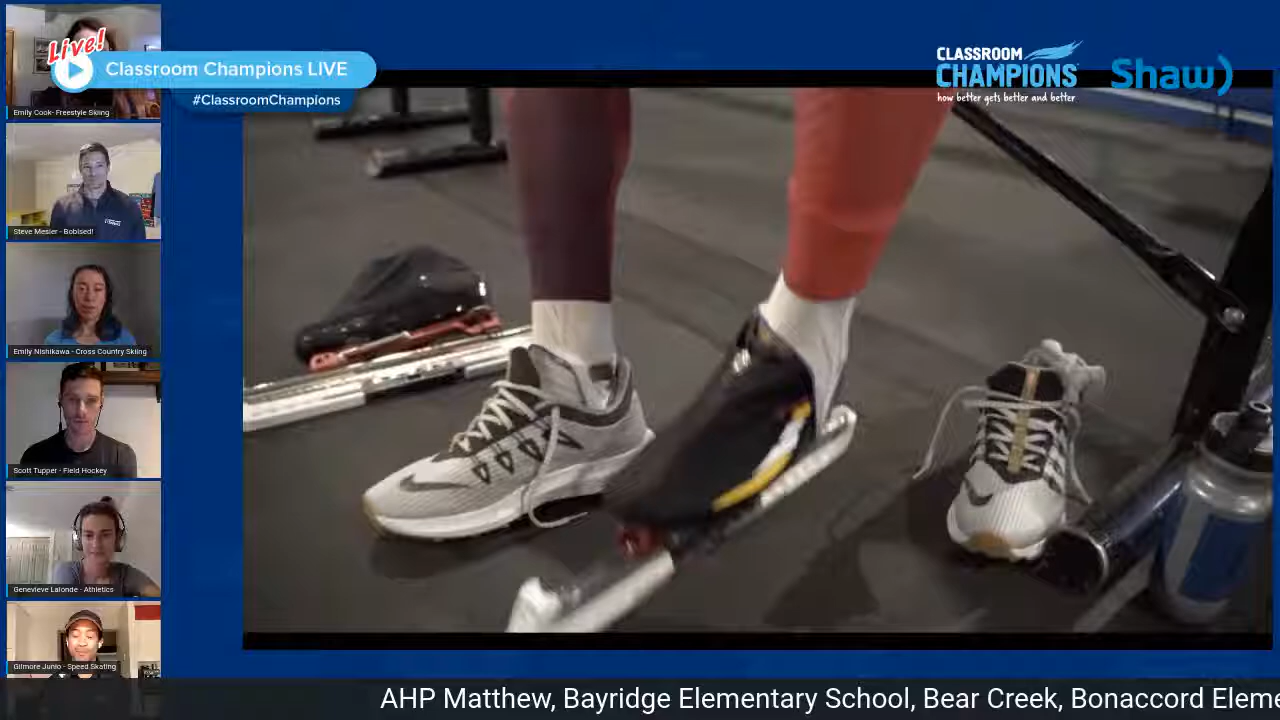 Live!
Classroom Champions LIVE
#ClassroomChampions
CLASSROOM
CHAMPIONS
how better gets better and better
Shaw)
Emily Cook- Freestyle Skiing
Steve Mesler - Bobsled!
Emily Nishikawa - Cross Country Skiing
Scott Tupper - Field Hockey
Genevieve Lalonde - Athletics
Gilmore Junio - Speed Skating
AHP Matthew, Bayridge Elementary School, Bear Creek, Bonaccord Eleme